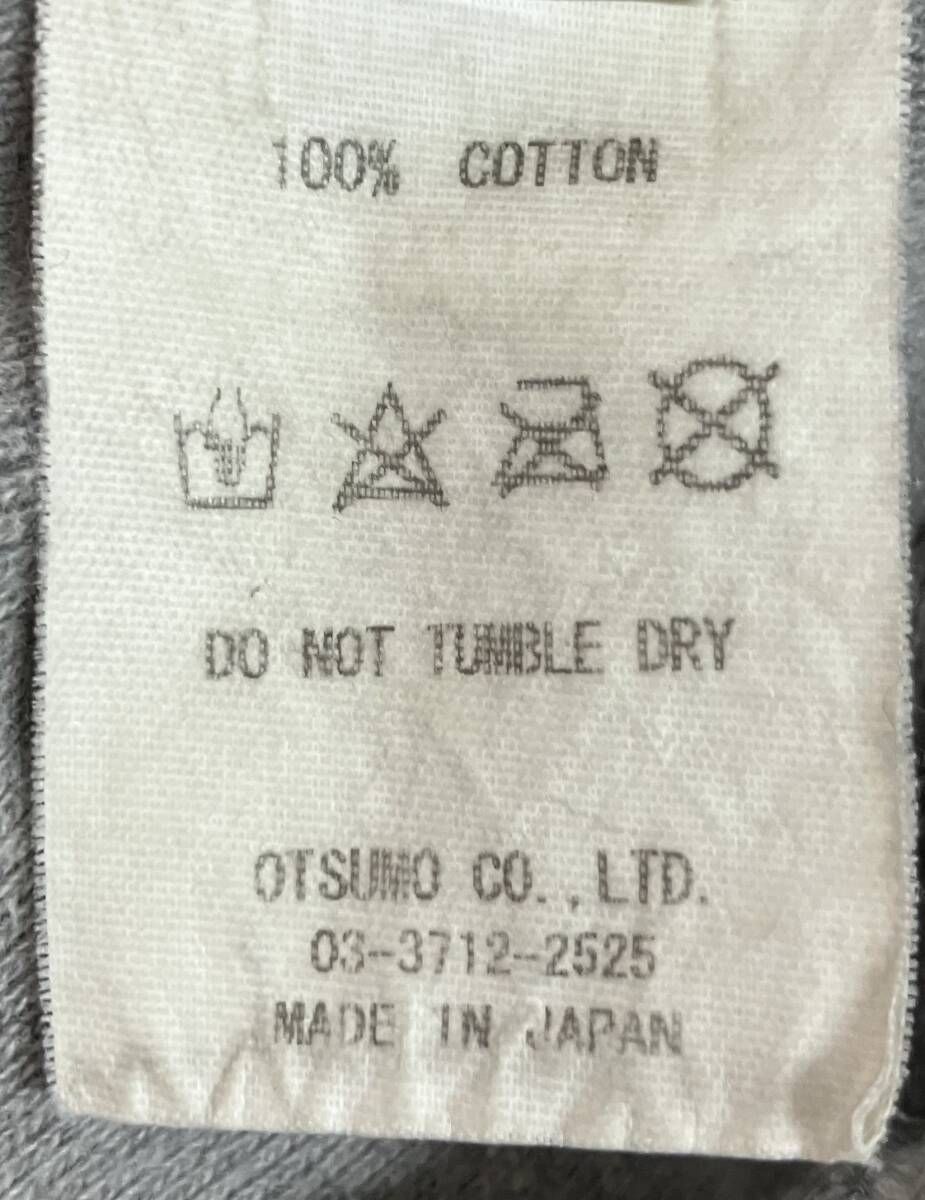 100% COTTON
DO NOT TUMBLE DRY
OTSUMO CO.,LTD.
03-3712-2525
MADE IN JAPAN